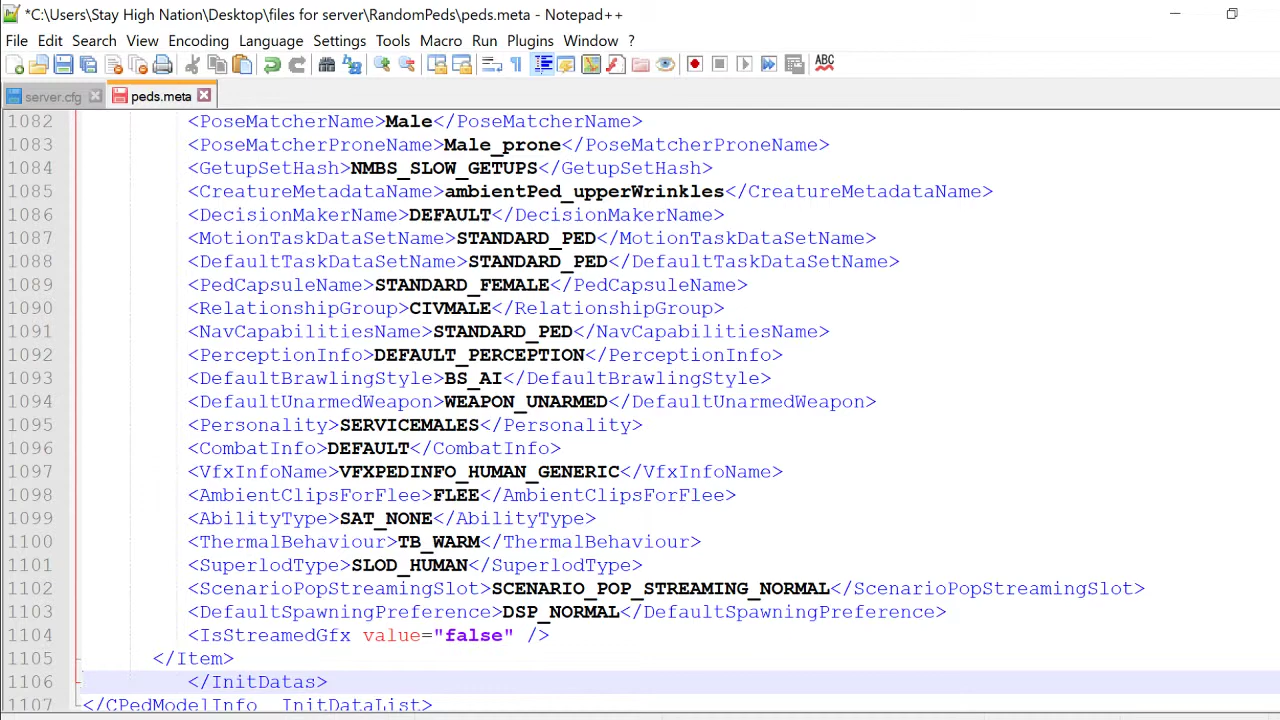 *C:\Users\Stay High Nation\Desktop\files for server\RandomPeds\peds.meta - Notepad++
File Edit Search View Encoding Language Settings Tools Macro Run Plugins Window ?
ABC
server.cfg peds.meta
1082 <PoseMatcherName>Male</PoseMatcherName>
1083 <PoseMatcherProneName>Male_prone</PoseMatcherProneName>
1084 <GetupSetHash>NMBS_SLOW_GETUPS</GetupSetHash>
1085 <CreatureMetadataName>ambientPed_upperWrinkles</CreatureMetadataName>
1086 <DecisionMakerName>DEFAULT</DecisionMakerName>
1087 <MotionTaskDataSetName>STANDARD_PED</MotionTaskDataSetName>
1088 <DefaultTaskDataSetName>STANDARD_PED</DefaultTaskDataSetName>
1089 <PedCapsuleName>STANDARD_FEMALE</PedCapsuleName>
1090 <RelationshipGroup>CIVMALE</RelationshipGroup>
1091 <NavCapabilitiesName>STANDARD_PED</NavCapabilitiesName>
1092 <PerceptionInfo>DEFAULT_PERCEPTION</PerceptionInfo>
1093 <DefaultBrawlingStyle>BS_AI</DefaultBrawlingStyle>
1094 <DefaultUnarmedWeapon>WEAPON_UNARMED</DefaultUnarmedWeapon>
1095 <Personality>SERVICEMALES</Personality>
1096 <CombatInfo>DEFAULT</CombatInfo>
1097 <VfxInfoName>VFXPEDINFO_HUMAN_GENERIC</VfxInfoName>
1098 <AmbientClipsForFlee>FLEE</AmbientClipsForFlee>
1099 <AbilityType>SAT_NONE</AbilityType>
1100 <ThermalBehaviour>TB_WARM</ThermalBehaviour>
1101 <SuperlodType>SLOD_HUMAN</SuperlodType>
1102 <ScenarioPopStreamingSlot>SCENARIO_POP_STREAMING_NORMAL</ScenarioPopStreamingSlot>
1103 <DefaultSpawningPreference>DSP_NORMAL</DefaultSpawningPreference>
1104 <IsStreamedGfx value="false" />
1105 </Item>
1106 </InitDatas>
1107 </CPedModelInfo__InitDataList>